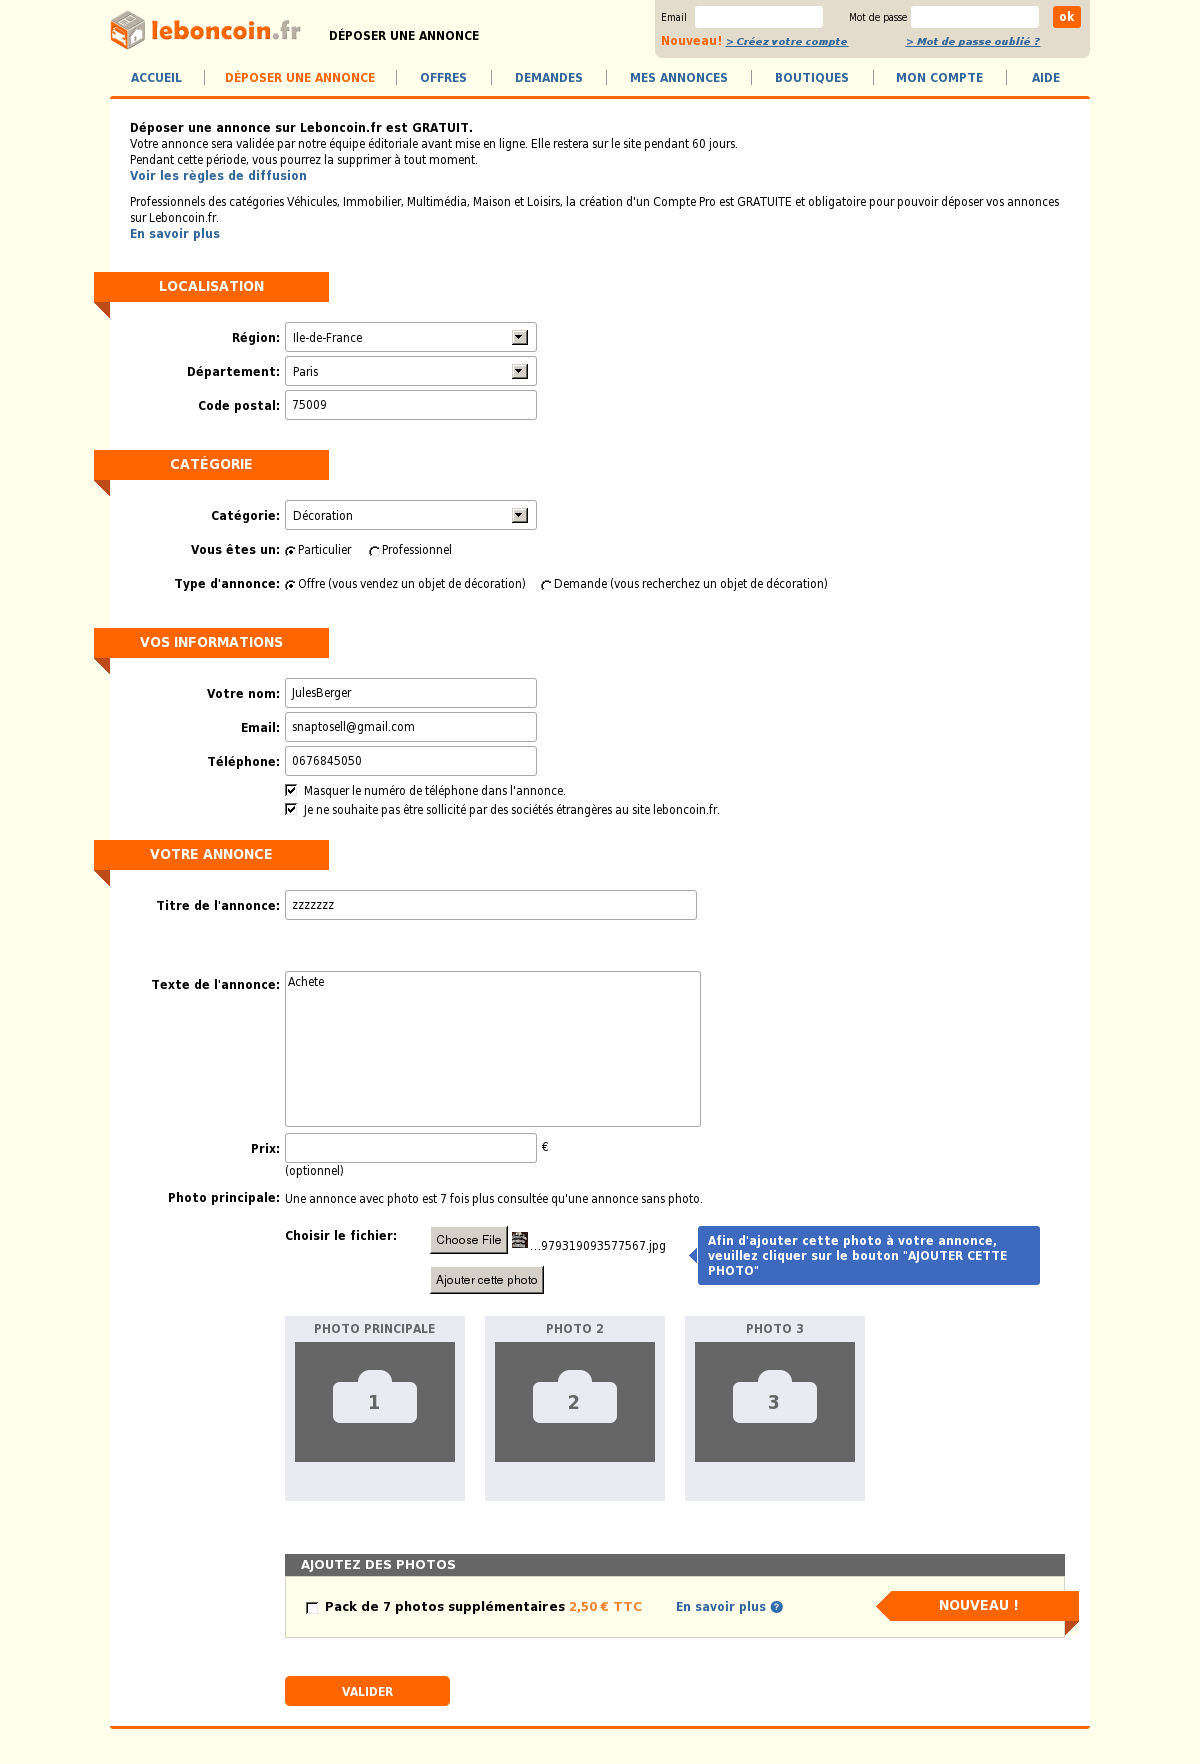 leboncoin.fr
DÉPOSER UNE ANNONCE
Email
Mot de passe
ok
Nouveau! > Créez votre compte
> Mot de passe oublié ?
ACCUEIL
DÉPOSER UNE ANNONCE
OFFRES
DEMANDES
MES ANNONCES
BOUTIQUES
MON COMPTE
AIDE
Déposer une annonce sur Leboncoin.fr est GRATUIT.
Votre annonce sera validée par notre équipe éditoriale avant mise en ligne. Elle restera sur le site pendant 60 jours.
Pendant cette période, vous pourrez la supprimer à tout moment.
Voir les règles de diffusion
Professionnels des catégories Véhicules, Immobilier, Multimédia, Maison et Loisirs, la création d'un Compte Pro est GRATUITE et obligatoire pour pouvoir déposer vos annonces
sur Leboncoin.fr.
En savoir plus
LOCALISATION
Région: Ile-de-France
Département: Paris
Code postal: 75009
CATÉGORIE
Catégorie: Décoration
Vous êtes un: Particulier Professionnel
Type d'annonce: Offre (vous vendez un objet de décoration) Demande (vous recherchez un objet de décoration)
VOS INFORMATIONS
Votre nom: JulesBerger
Email: snaptosell@gmail.com
Téléphone: 0676845050
Masquer le numéro de téléphone dans l'annonce.
Je ne souhaite pas être sollicité par des sociétés étrangères au site leboncoin.fr.
VOTRE ANNONCE
Titre de l'annonce: zzzzzzz
Texte de l'annonce: Achete
Prix: €
(optionnel)
Photo principale: Une annonce avec photo est 7 fois plus consultée qu'une annonce sans photo.
Choisir le fichier: Choose File ...979319093577567.jpg
Ajouter cette photo
Afin d'ajouter cette photo à votre annonce,
veuillez cliquer sur le bouton "AJOUTER CETTE
PHOTO"
PHOTO PRINCIPALE
1
PHOTO 2
2
PHOTO 3
3
AJOUTEZ DES PHOTOS
Pack de 7 photos supplémentaires 2,50 € TTC En savoir plus ?
NOUVEAU !
VALIDER